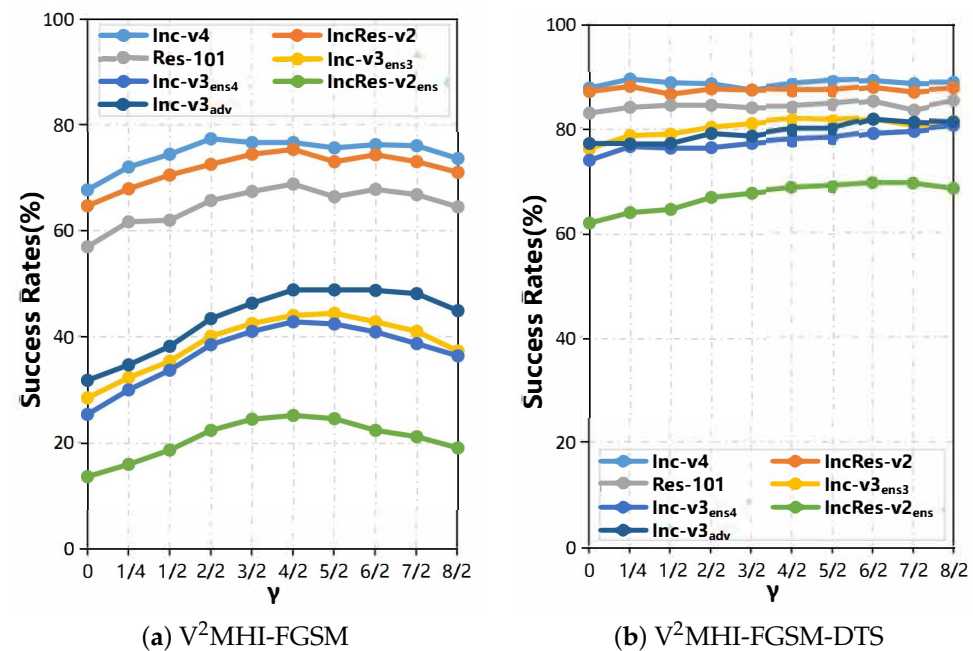 100
Inc-v4 IncRes-v2
Res-101 Inc-v3ens3
Inc-v3ens4 IncRes-v2ens
Inc-v3adv
80
60
40
20
0
Success Rates(%)
0 1/4 1/2 2/2 3/2 4/2 5/2 6/2 7/2 8/2
γ
(a) V²MHI-FGSM
100
80
60
40
20
0
Success Rates(%)
Inc-v4 IncRes-v2
Res-101 Inc-v3ens3
Inc-v3ens4 IncRes-v2ens
Inc-v3adv
0 1/4 1/2 2/2 3/2 4/2 5/2 6/2 7/2 8/2
γ
(b) V²MHI-FGSM-DTS